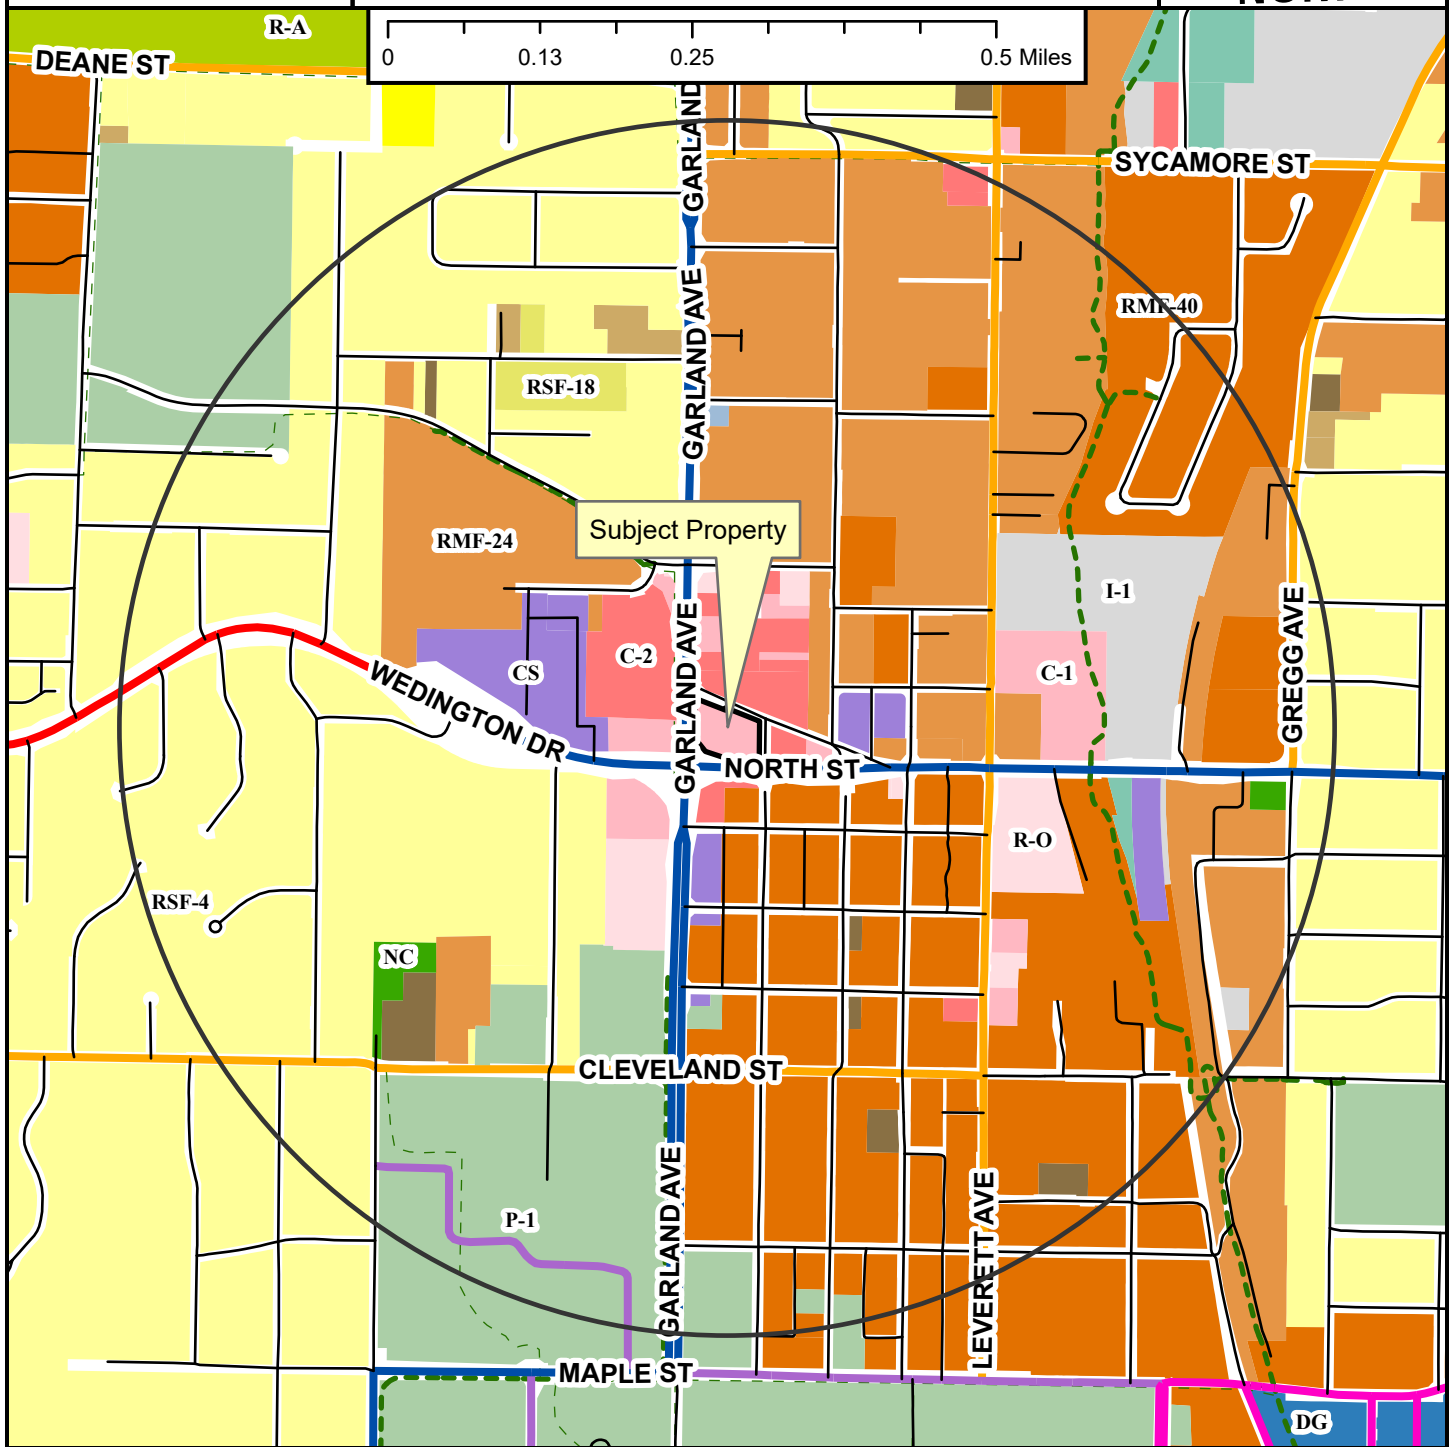 R-A
DEANE ST
0 0.13 0.25 0.5 Miles
GARLAND
SYCAMORE ST
RMF-40
GARLAND AVE
RSF-18
Subject Property
RMF-24
I-1
GREGG AVE
GARLAND AVE
C-2
CS
C-1
WEDINGTON DR
NORTH ST
R-O
RSF-4
NC
CLEVELAND ST
GARLAND AVE
P-1
LEVERETT AVE
MAPLE ST
DG